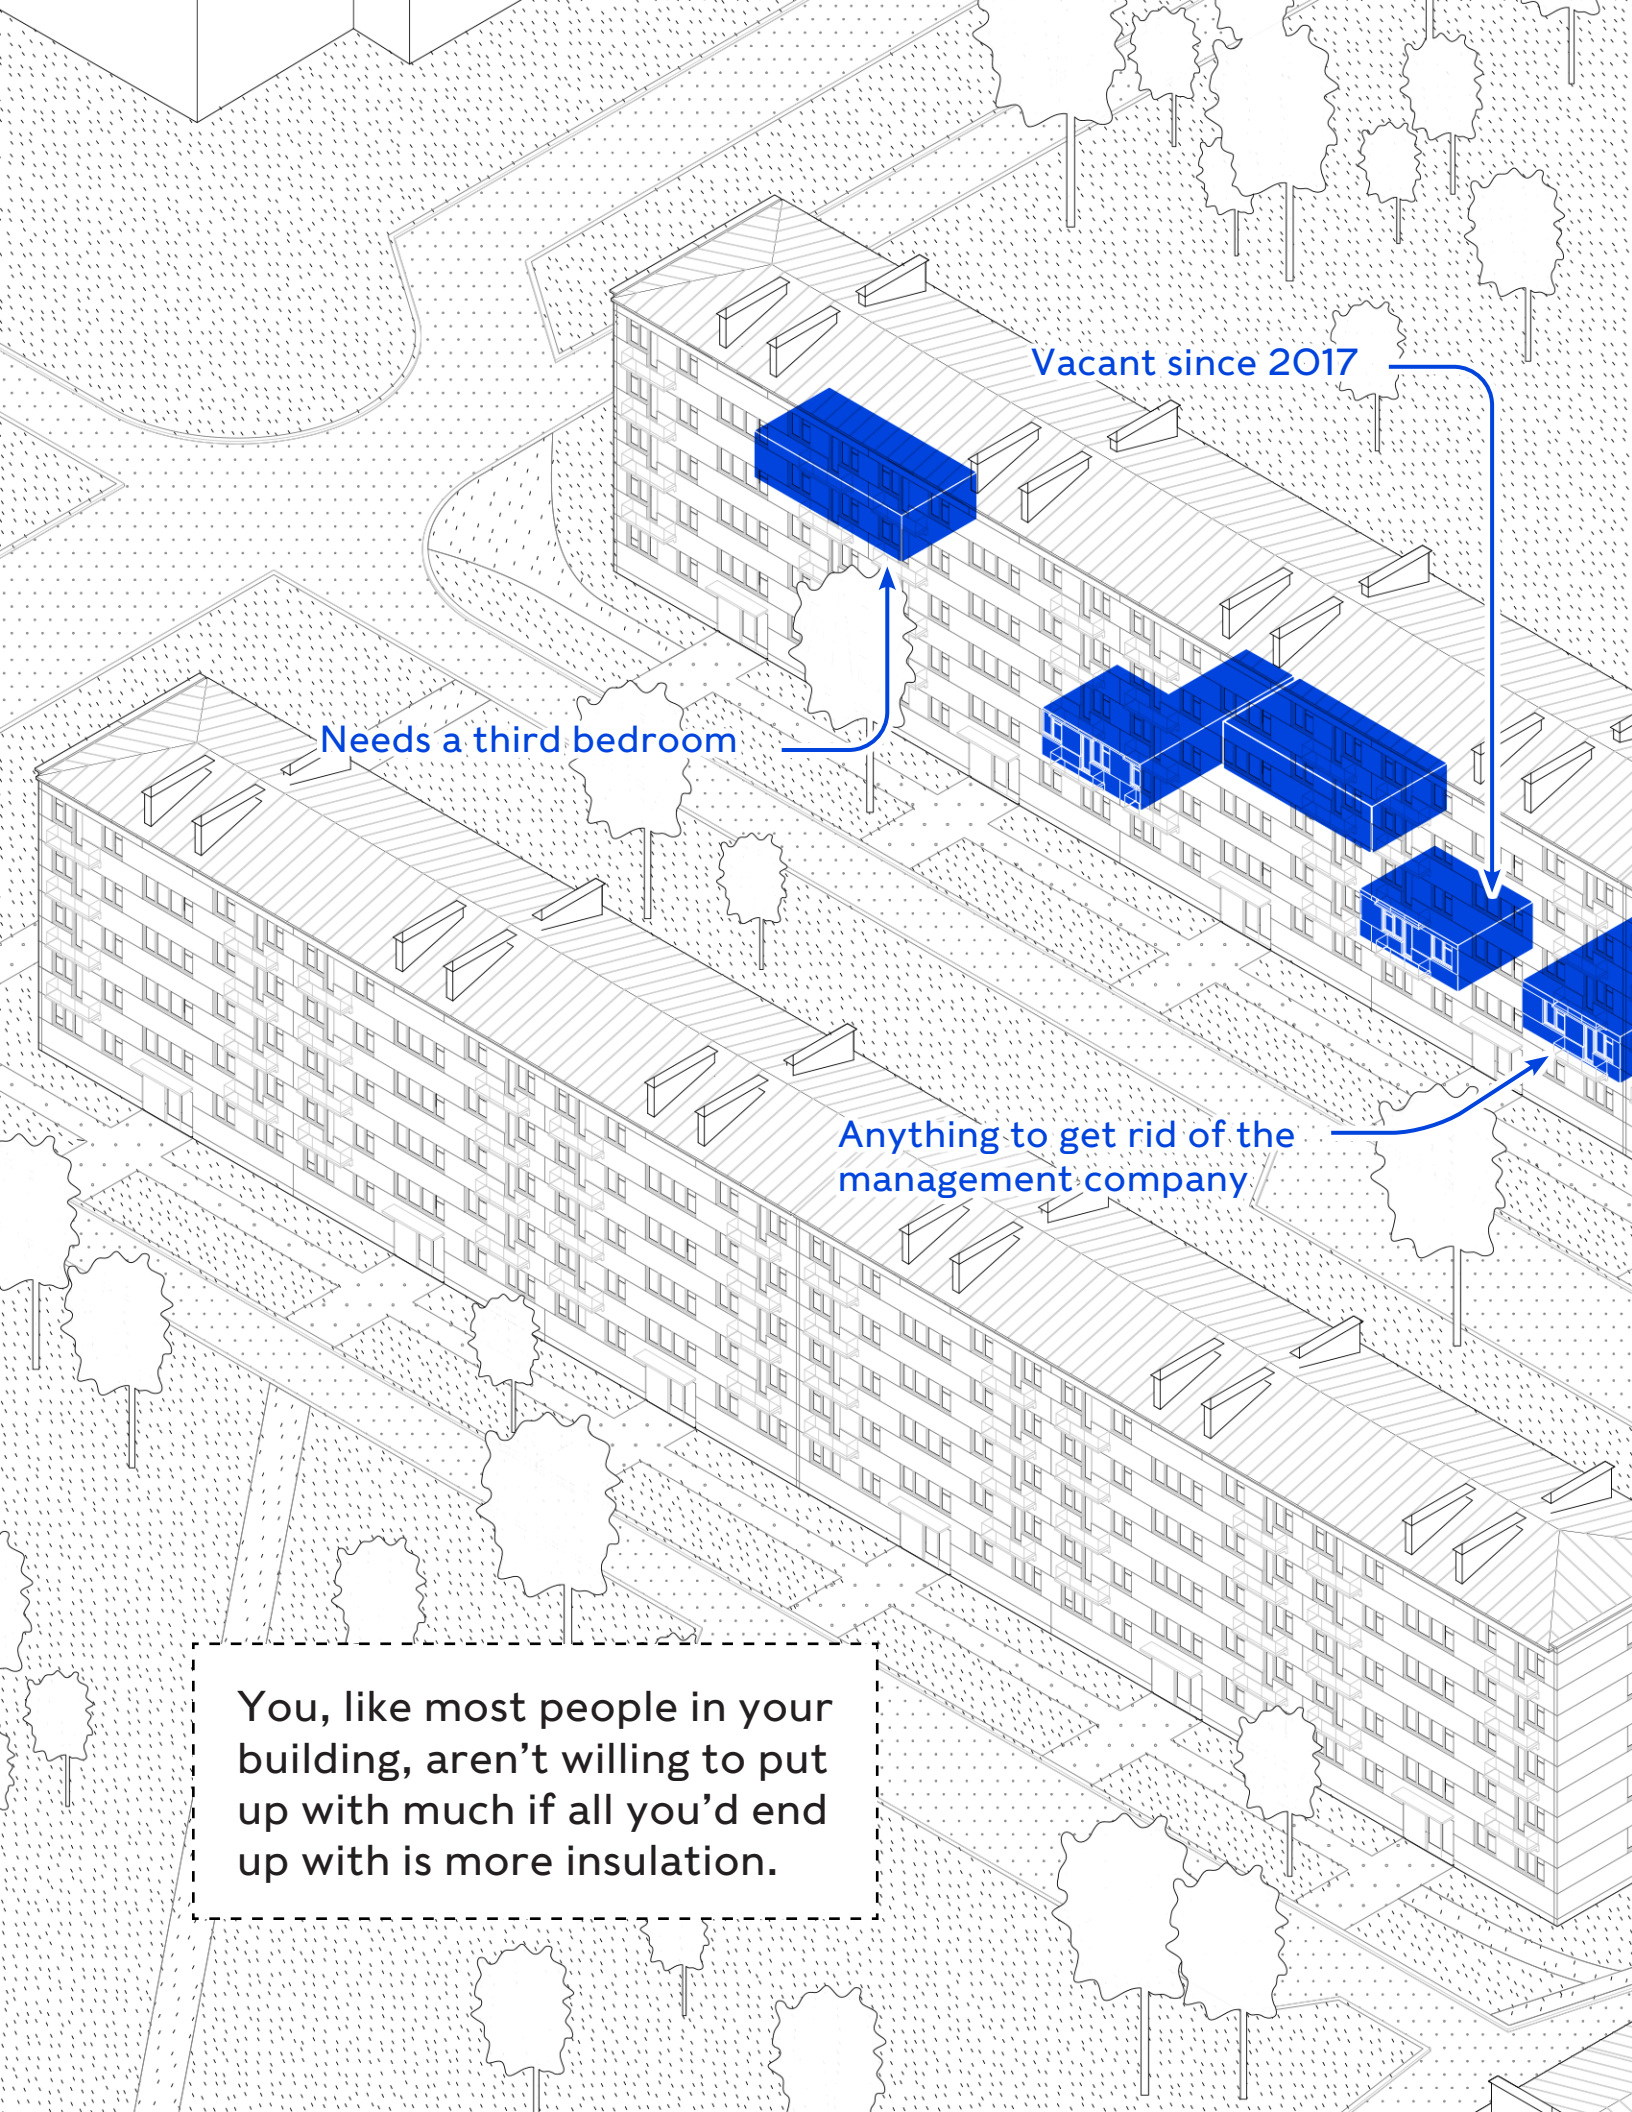 Vacant since 2017
Needs a third bedroom
Anything to get rid of the
management company
You, like most people in your
building, aren’t willing to put
up with much if all you’d end
up with is more insulation.